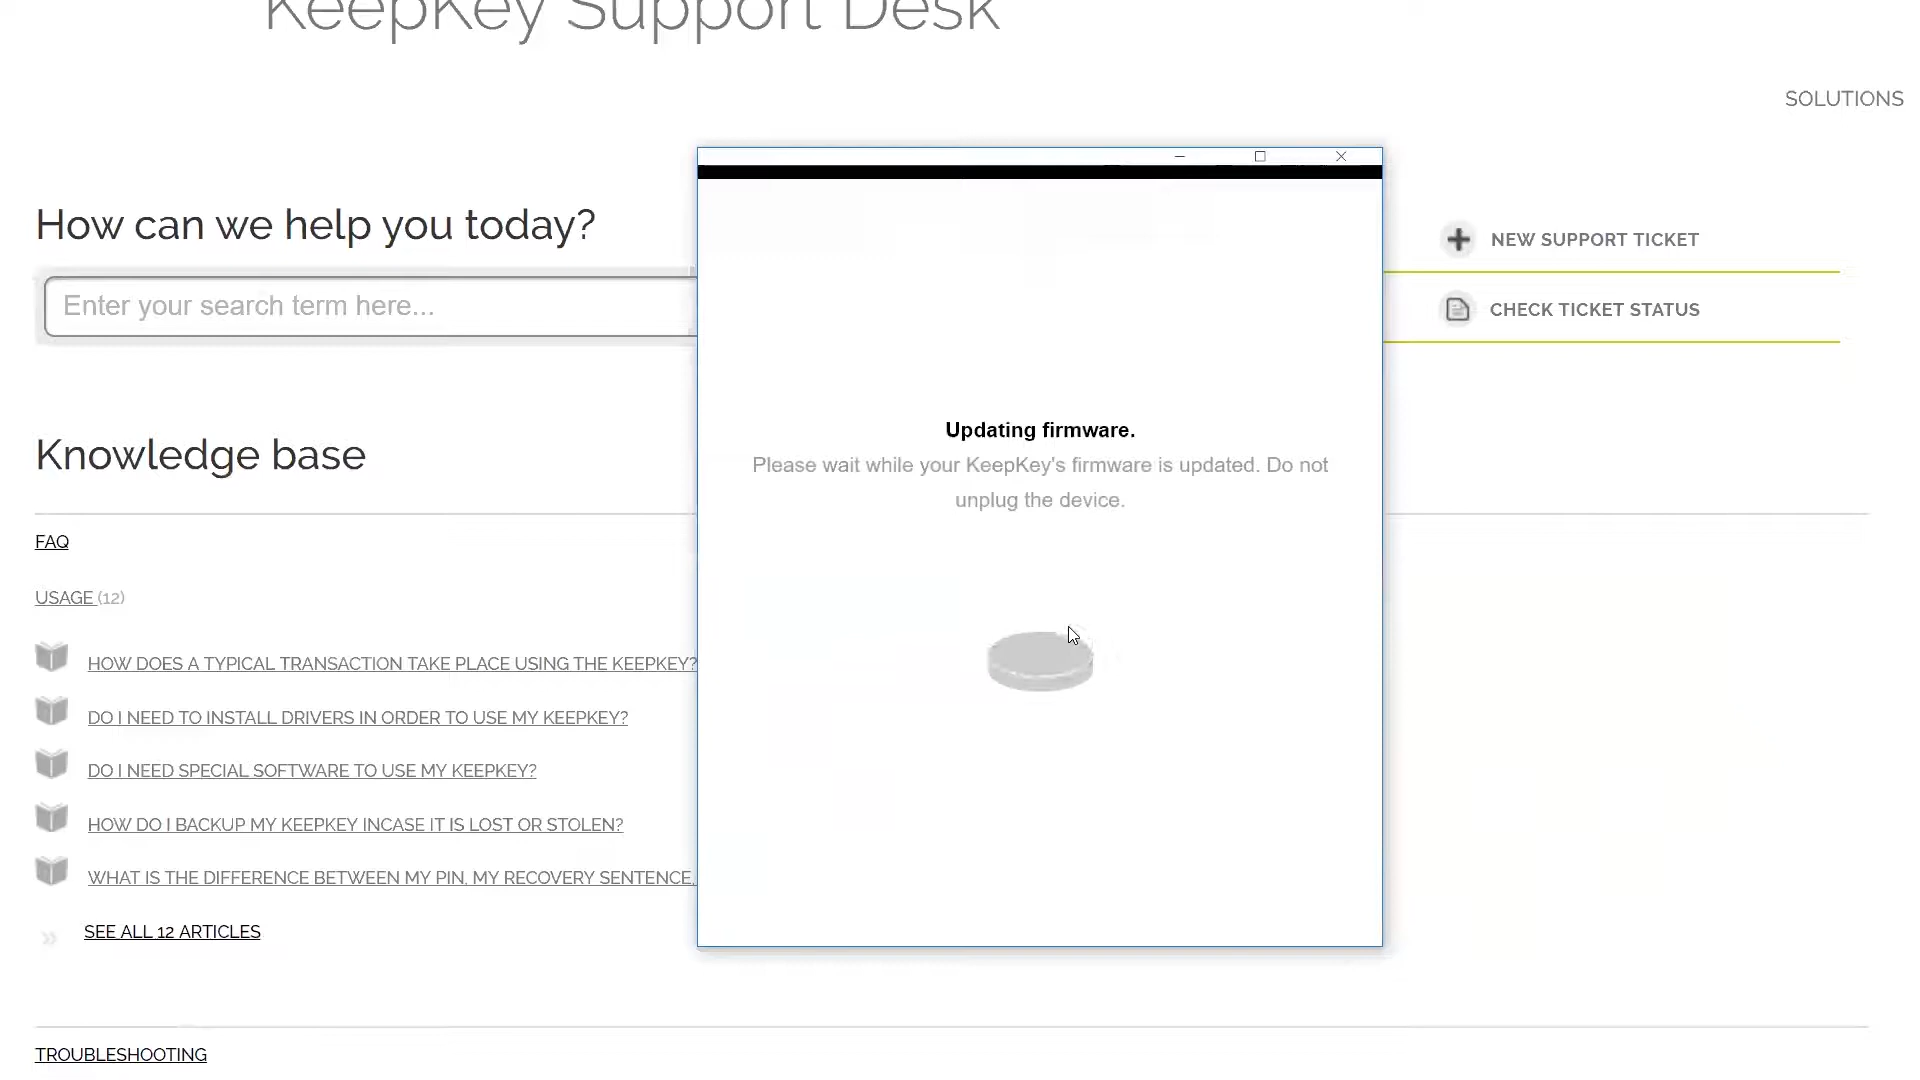 KeepKey Support Desk
SOLUTIONS
How can we help you today?
Enter your search term here...
NEW SUPPORT TICKET
CHECK TICKET STATUS
Updating firmware.
Please wait while your KeepKey's firmware is updated. Do not
unplug the device.
Knowledge base
FAQ
USAGE (12)
HOW DOES A TYPICAL TRANSACTION TAKE PLACE USING THE KEEPKEY?
DO I NEED TO INSTALL DRIVERS IN ORDER TO USE MY KEEPKEY?
DO I NEED SPECIAL SOFTWARE TO USE MY KEEPKEY?
HOW DO I BACKUP MY KEEPKEY INCASE IT IS LOST OR STOLEN?
WHAT IS THE DIFFERENCE BETWEEN MY PIN, MY RECOVERY SENTENCE,
» SEE ALL 12 ARTICLES
TROUBLESHOOTING